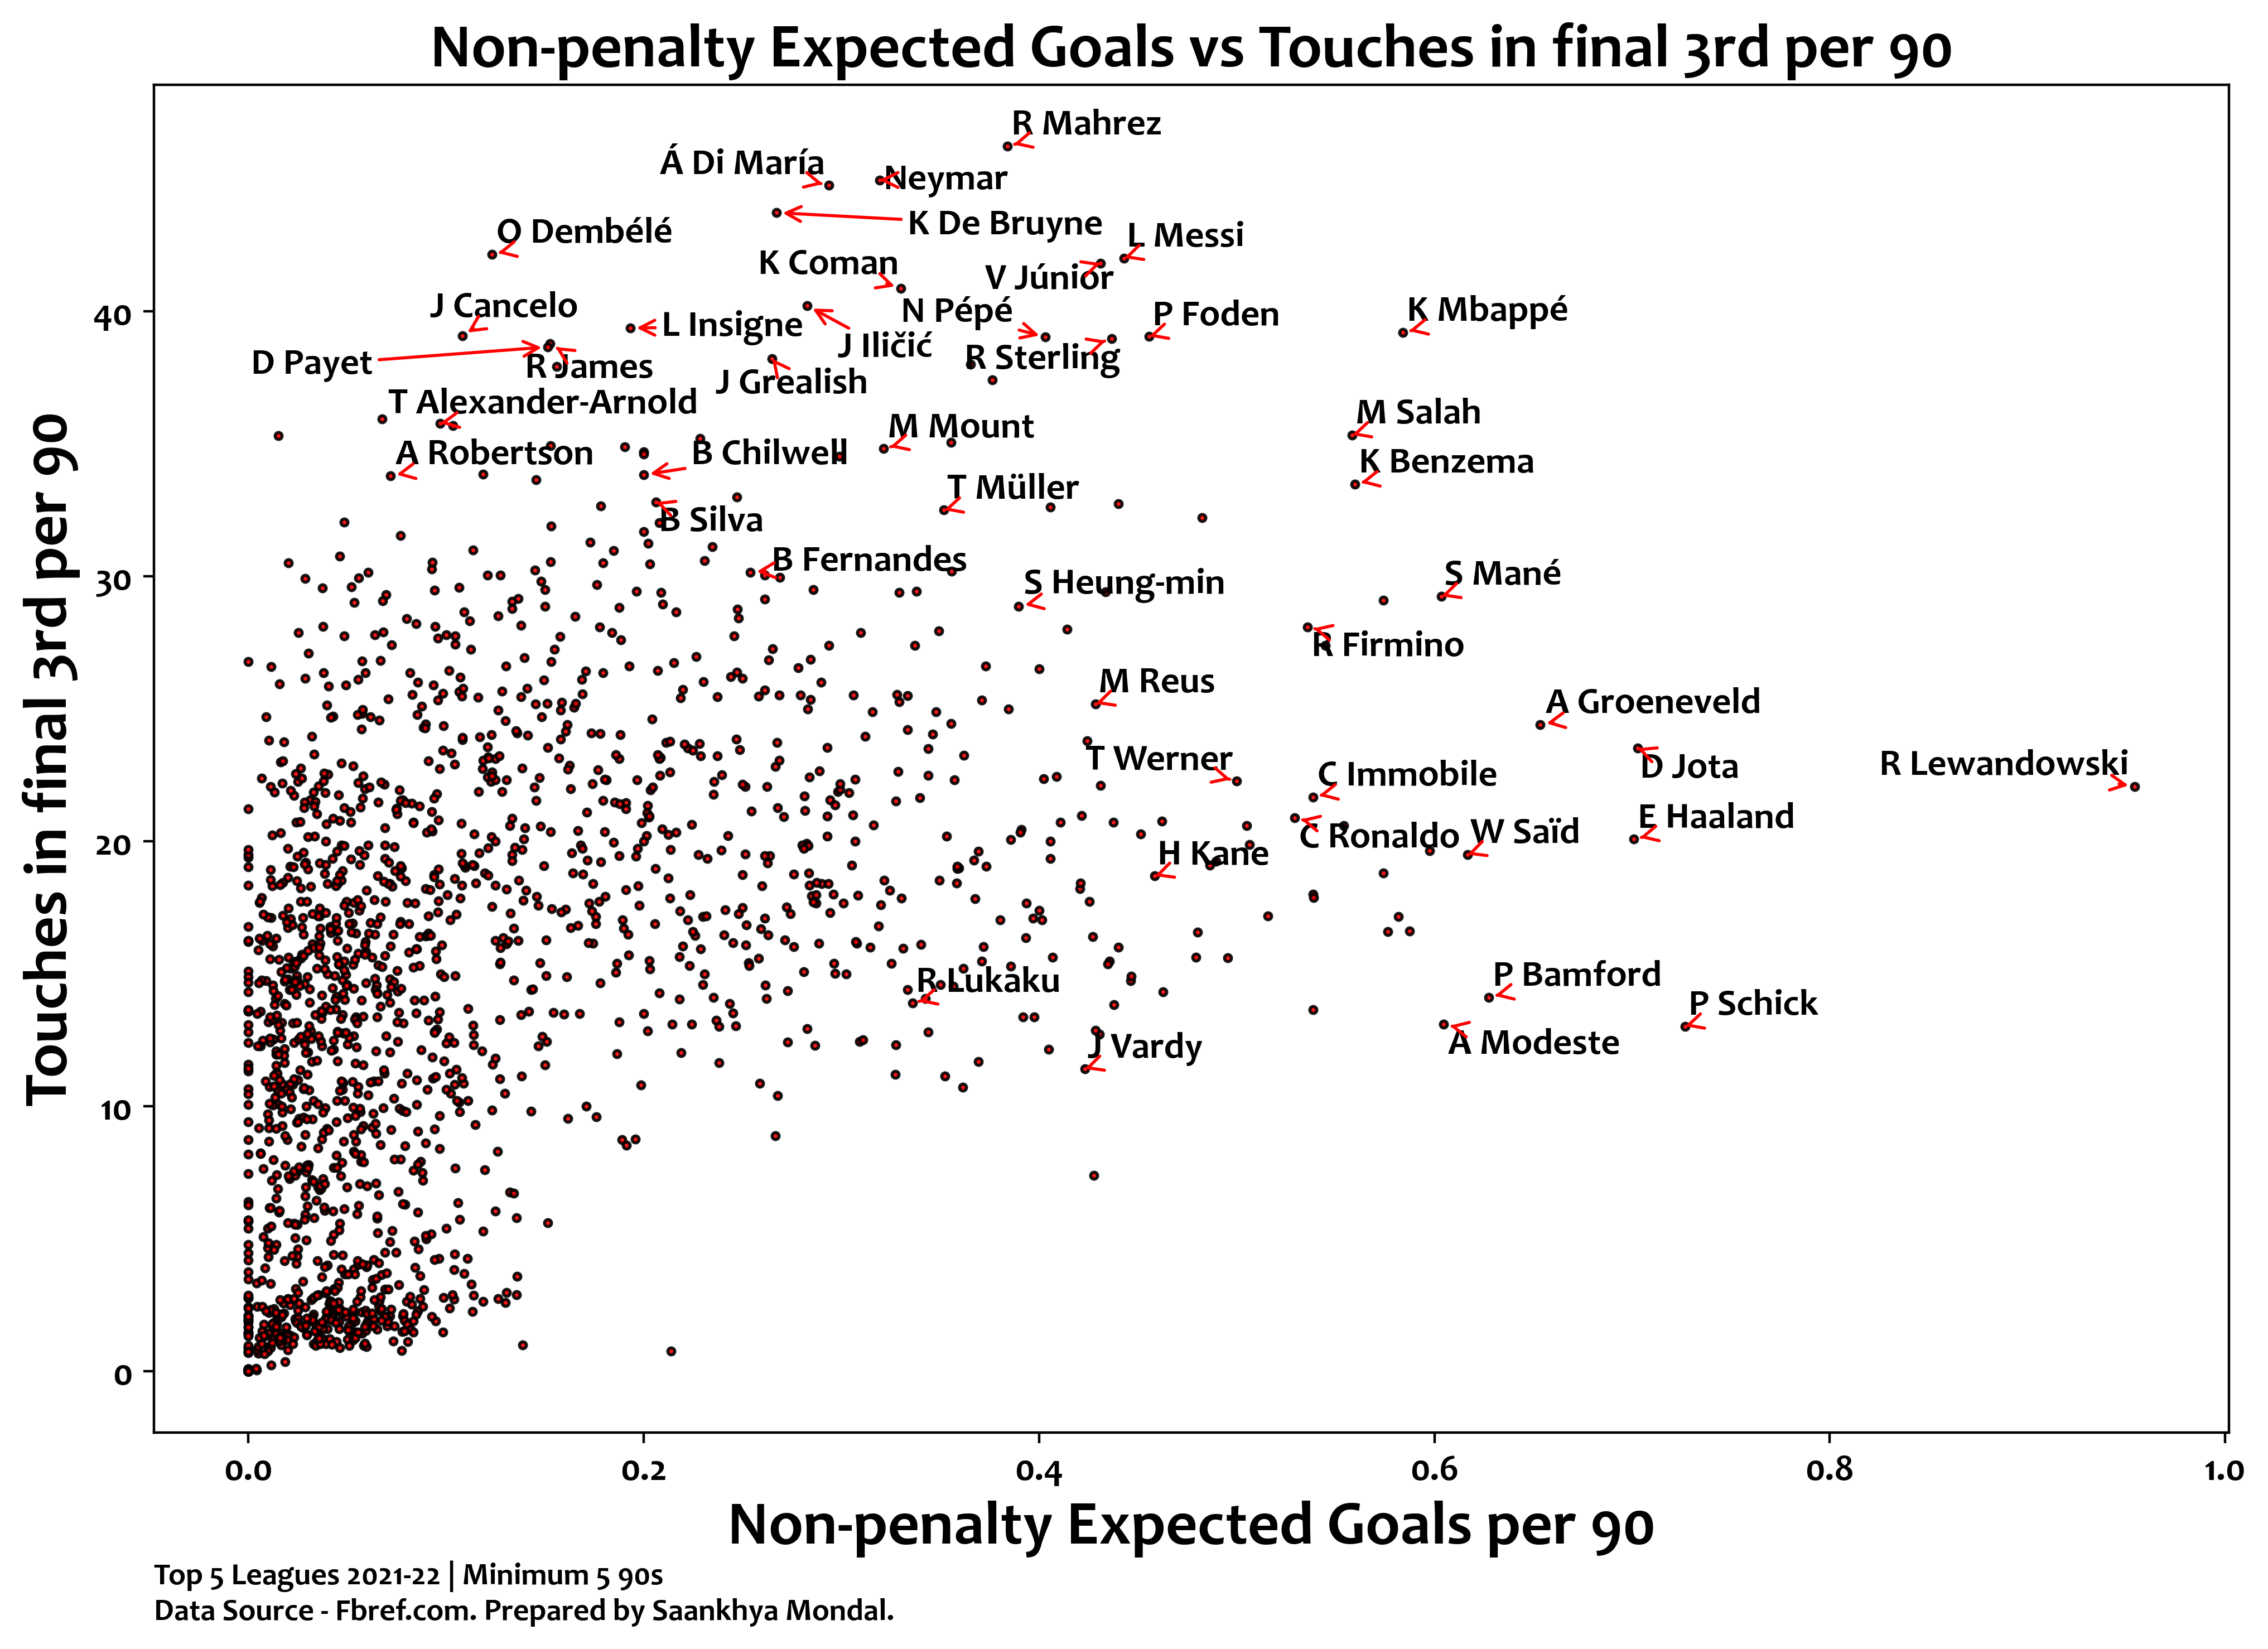 Non-penalty Expected Goals vs Touches in final 3rd per 90
R Mahrez
Á Di María
Neymar
K De Bruyne
O Dembélé
L Messi
K Coman
V Júnior
J Cancelo
L Insigne
N Pépé
P Foden
K Mbappé
J Iličić
D Payet
R James
R Sterling
J Grealish
T Alexander-Arnold
M Salah
M Mount
A Robertson
B Chilwell
K Benzema
T Müller
B Silva
B Fernandes
S Heung-min
S Mané
R Firmino
M Reus
A Groeneveld
T Werner
D Jota
R Lewandowski
C Immobile
E Haaland
C Ronaldo
W Saïd
H Kane
R Lukaku
P Bamford
P Schick
J Vardy
A Modeste
Touches in final 3rd per 90
40
30
20
10
0
0.0 0.2 0.4 0.6 0.8 1.0
Non-penalty Expected Goals per 90
Top 5 Leagues 2021-22 | Minimum 5 90s
Data Source - Fbref.com. Prepared by Saankhya Mondal.